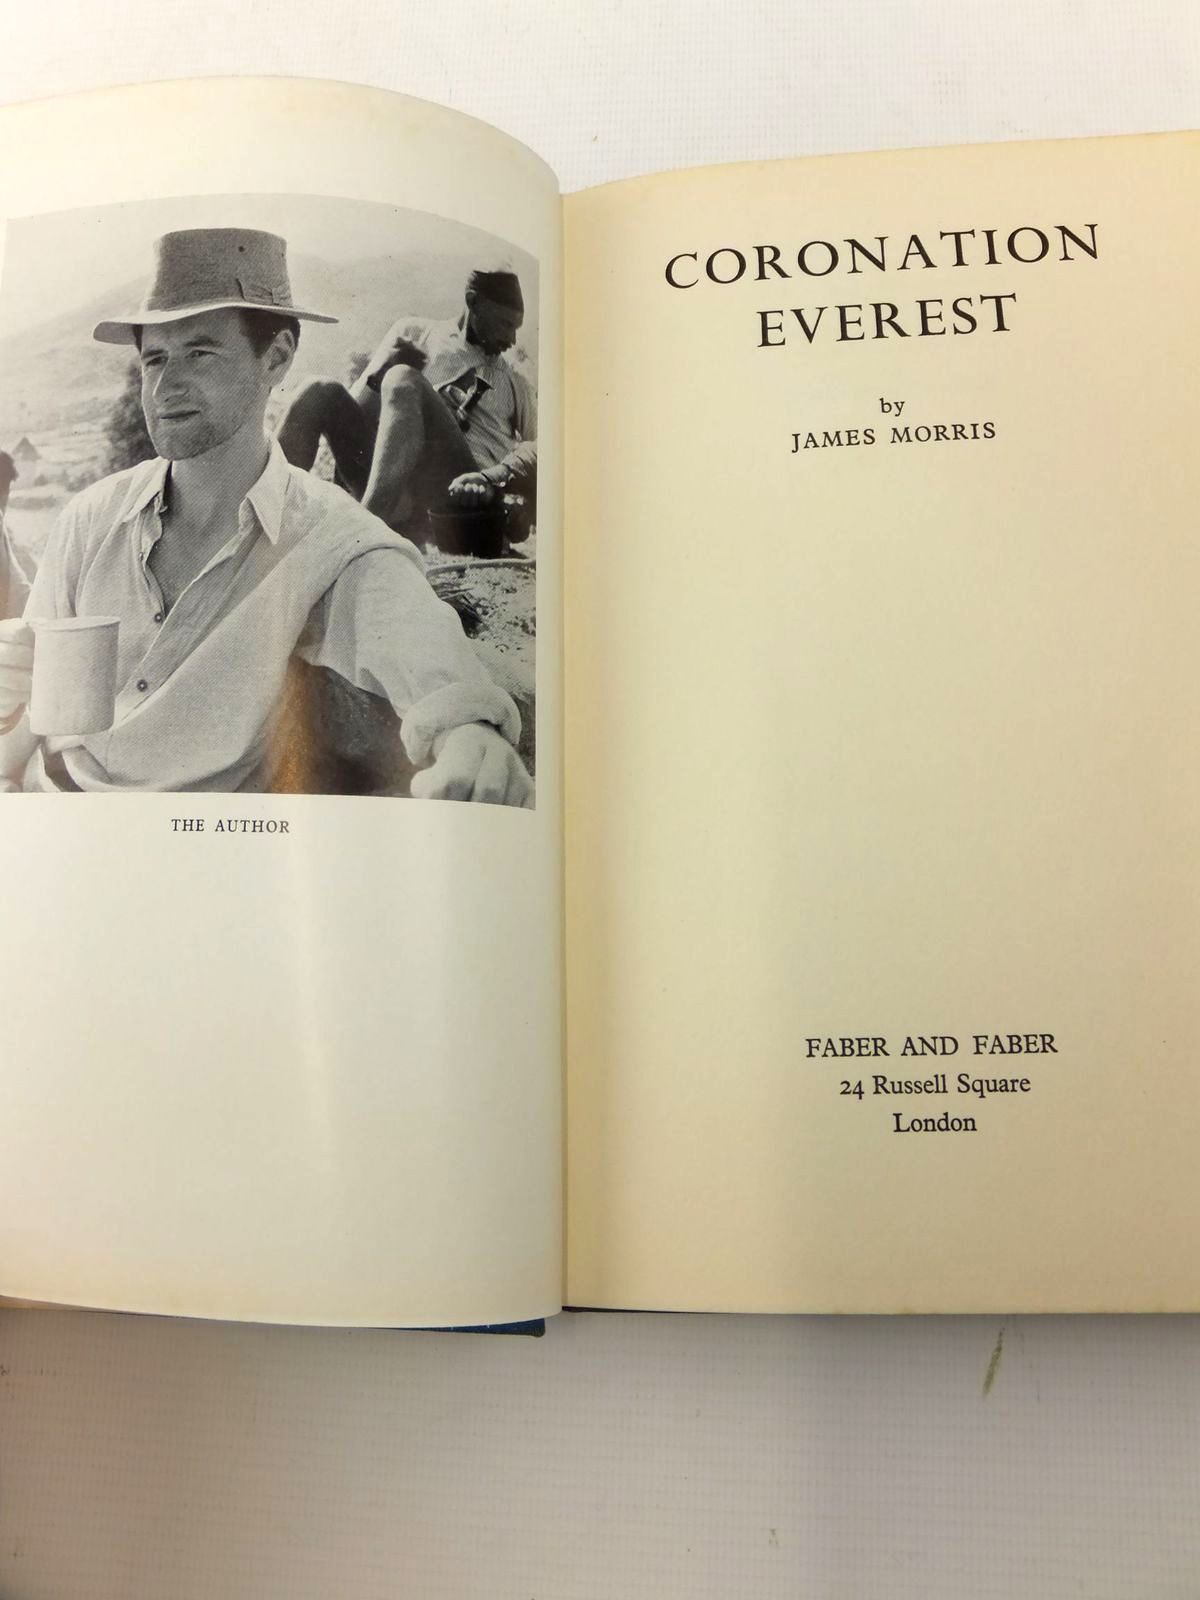 THE AUTHOR
CORONATION
EVEREST
by
JAMES MORRIS
FABER AND FABER
24 Russell Square
London